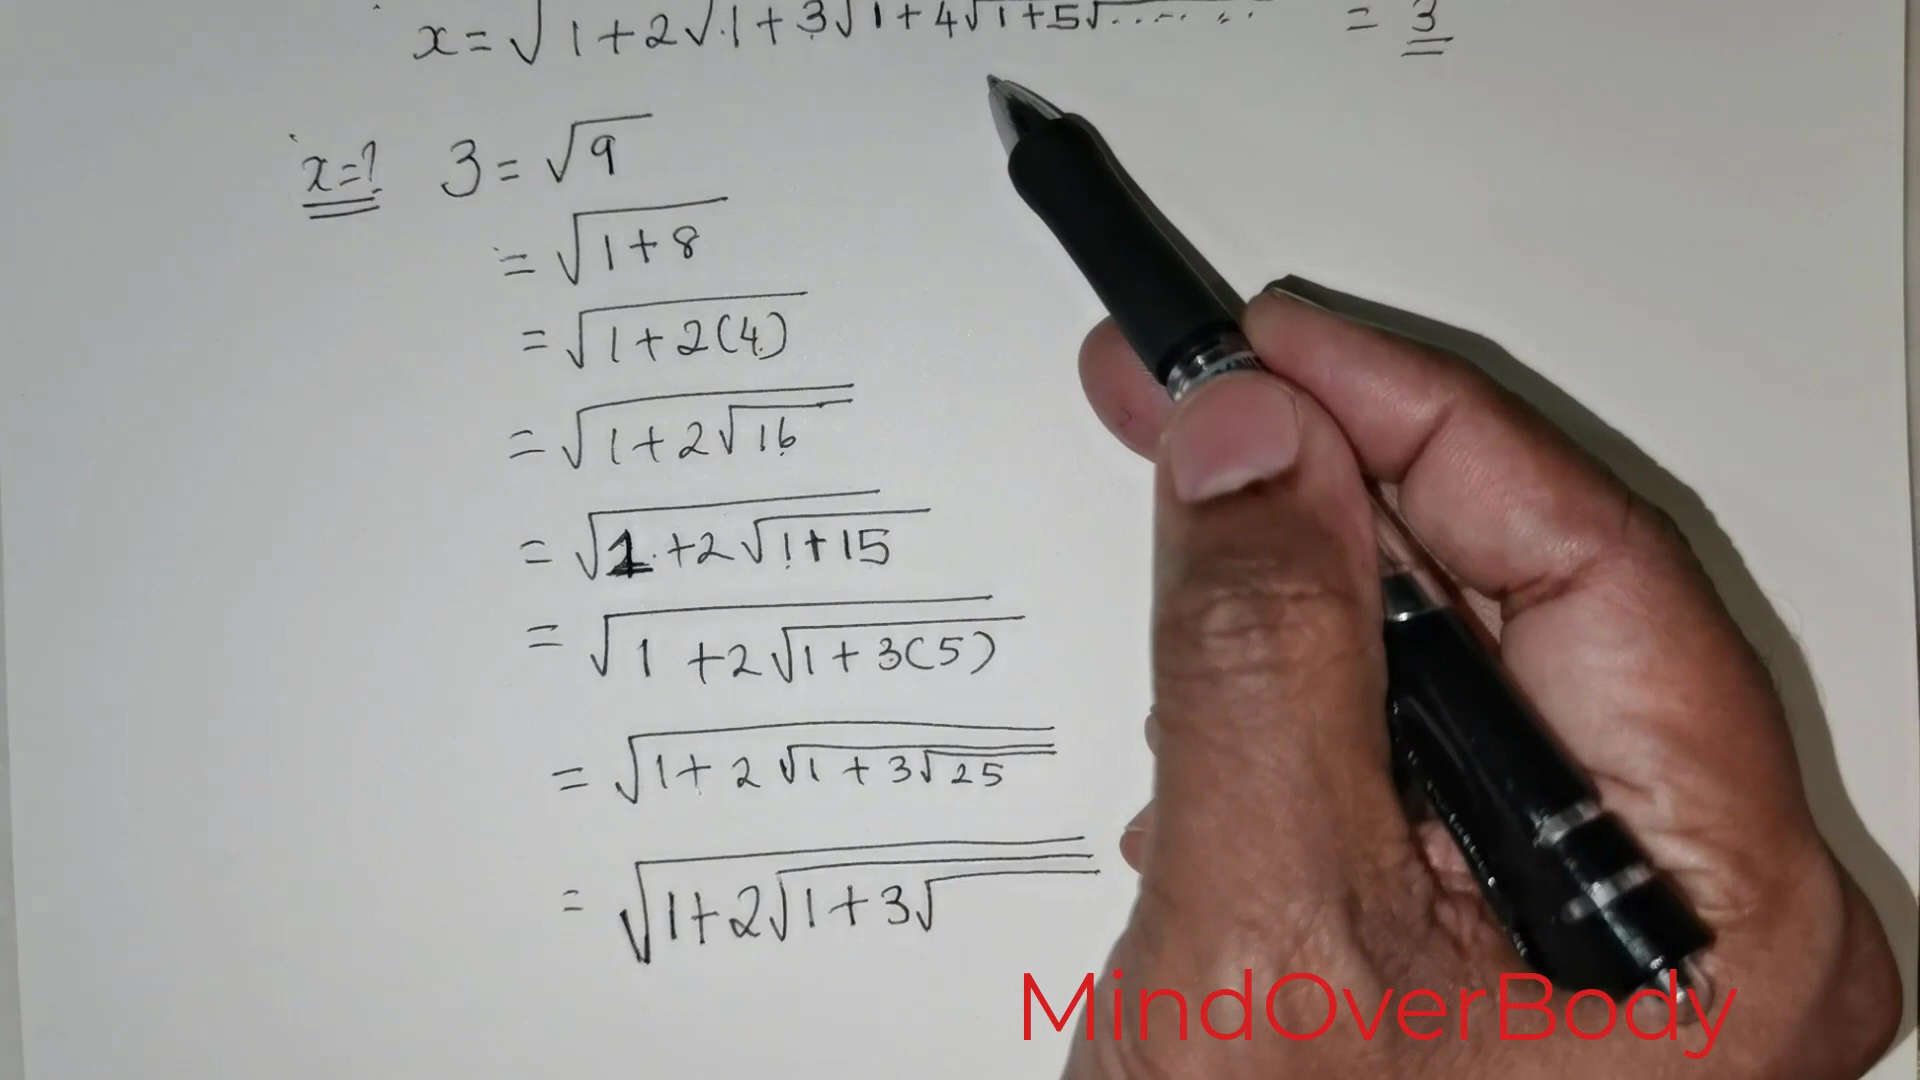 x = √1+2√1+3√1+4√1+5√........ = 3
x=? 3 = √9
= √1+8
= √1+2(4)
= √1+2√16
= √1+2√1+15
= √1+2√1+3(5)
= √1+2√1+3√25
= √1+2√1+3√
MindOverBody